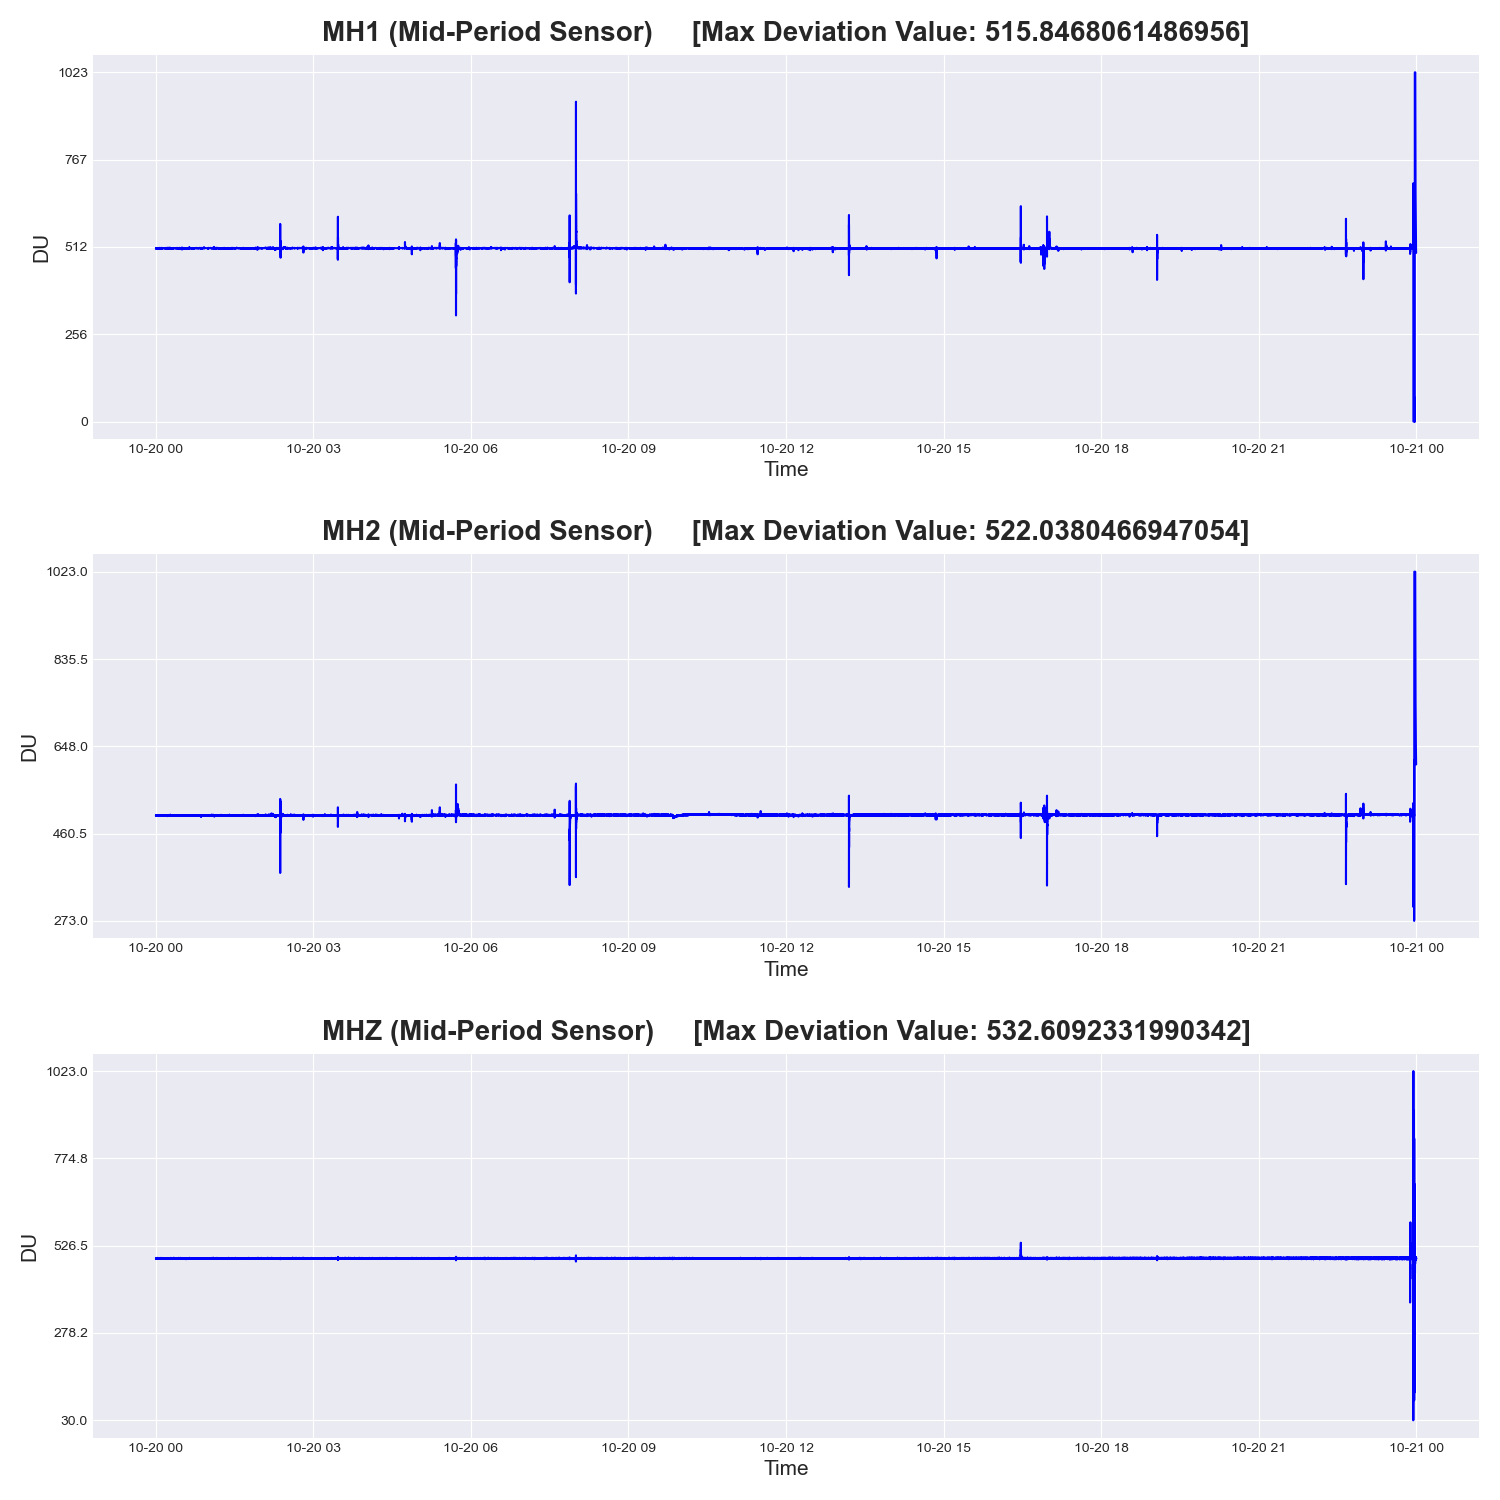 MH1 (Mid-Period Sensor) [Max Deviation Value: 515.8468061486956]
1023
767
512
256
0
DU
10-20 00 10-20 03 10-20 06 10-20 09 10-20 12 10-20 15 10-20 18 10-20 21 10-21 00
Time
MH2 (Mid-Period Sensor) [Max Deviation Value: 522.0380466947054]
1023.0
835.5
648.0
460.5
273.0
DU
10-20 00 10-20 03 10-20 06 10-20 09 10-20 12 10-20 15 10-20 18 10-20 21 10-21 00
Time
MHZ (Mid-Period Sensor) [Max Deviation Value: 532.6092331990342]
1023.0
774.8
526.5
278.2
30.0
DU
10-20 00 10-20 03 10-20 06 10-20 09 10-20 12 10-20 15 10-20 18 10-20 21 10-21 00
Time